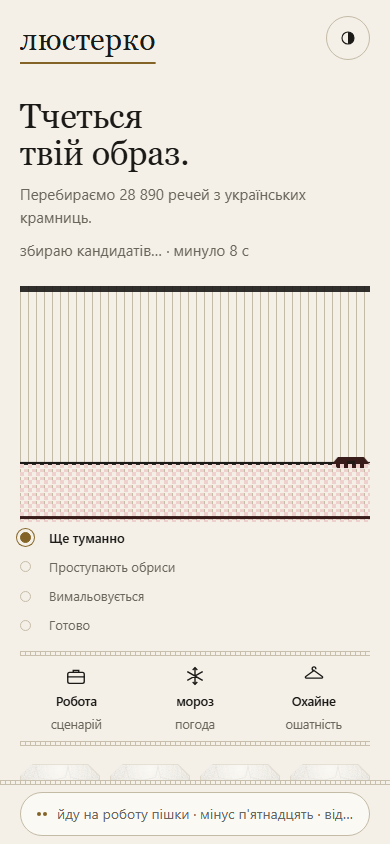 люстерко
Тчеться
твій образ.
Перебираємо 28 890 речей з українських
крамниць.
збираю кандидатів... · минуло 8 с
Ще туманно
Проступають обриси
Вимальовується
Готово
Робота мороз Охайне
сценарій погода ошатність
йду на роботу пішки · мінус п'ятнадцять · від...